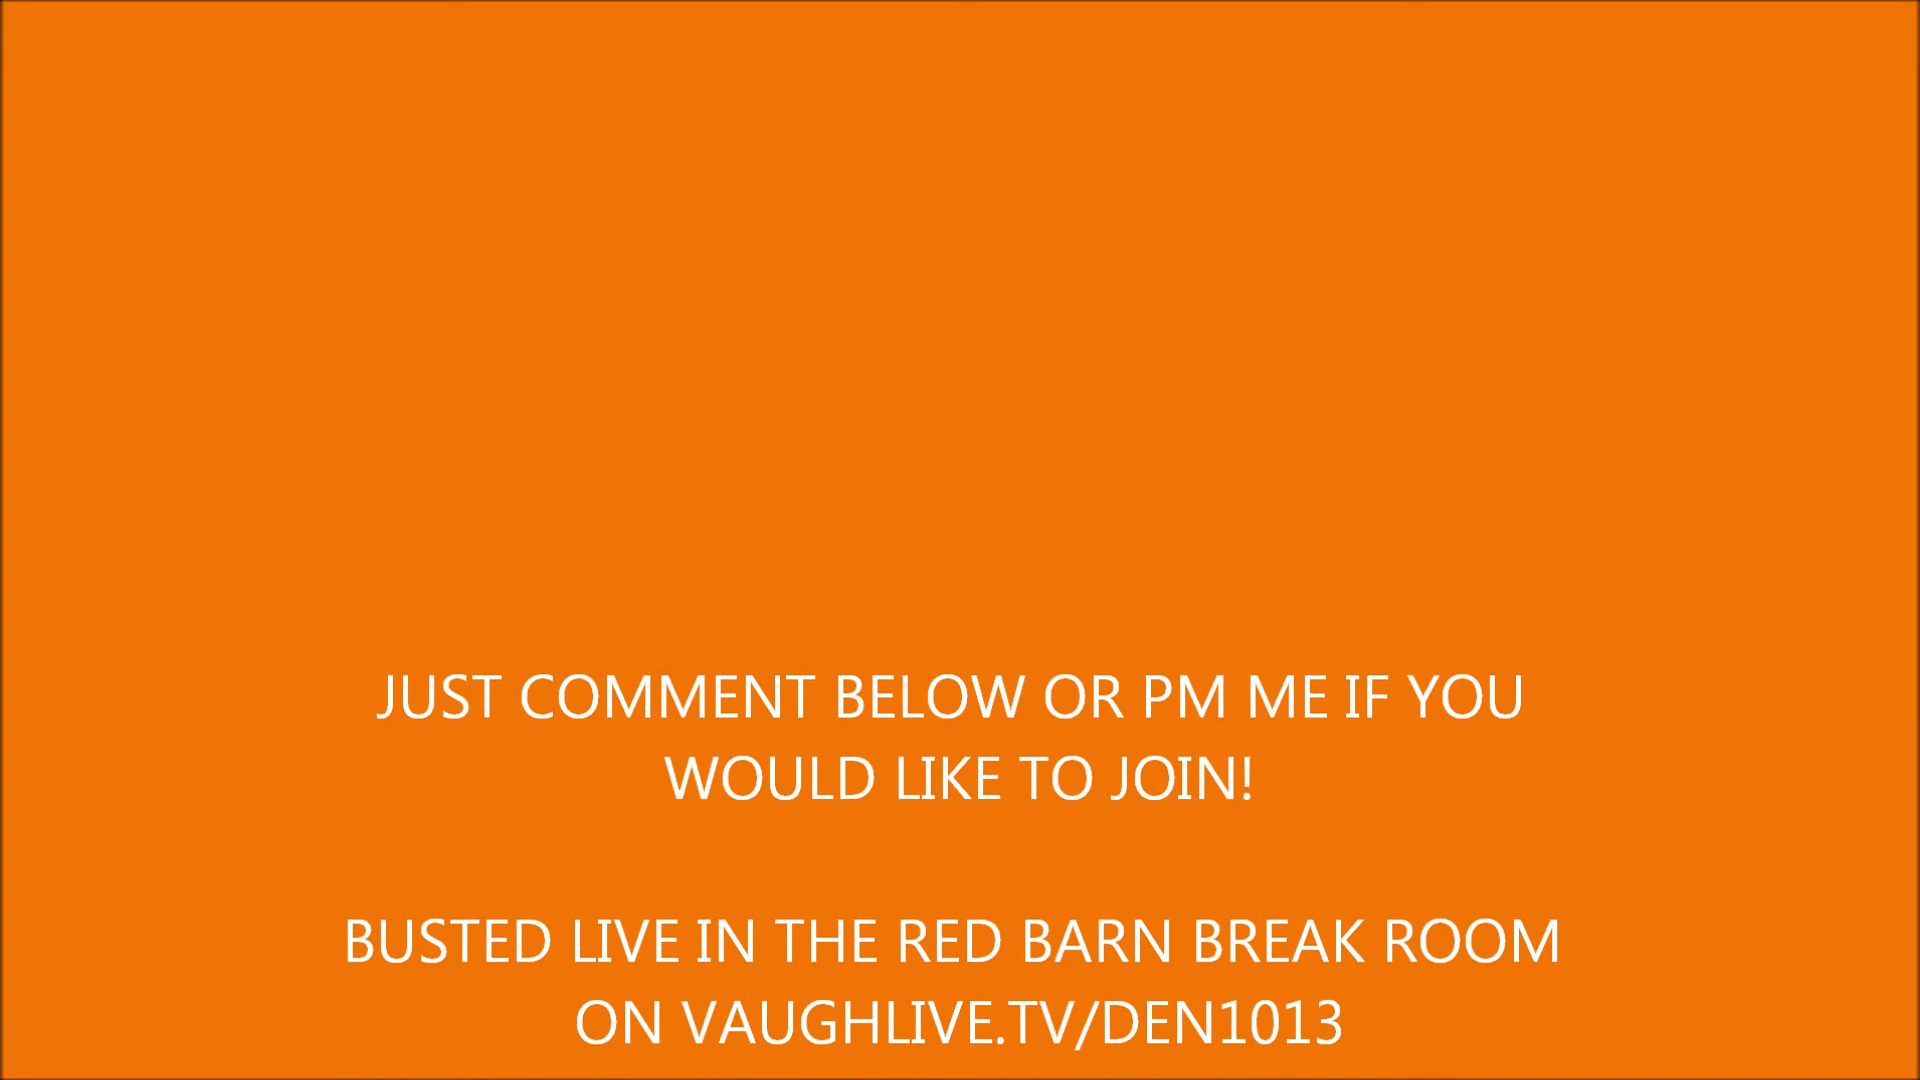 JUST COMMENT BELOW OR PM ME IF YOU
WOULD LIKE TO JOIN!
BUSTED LIVE IN THE RED BARN BREAK ROOM
ON VAUGHLIVE.TV/DEN1013